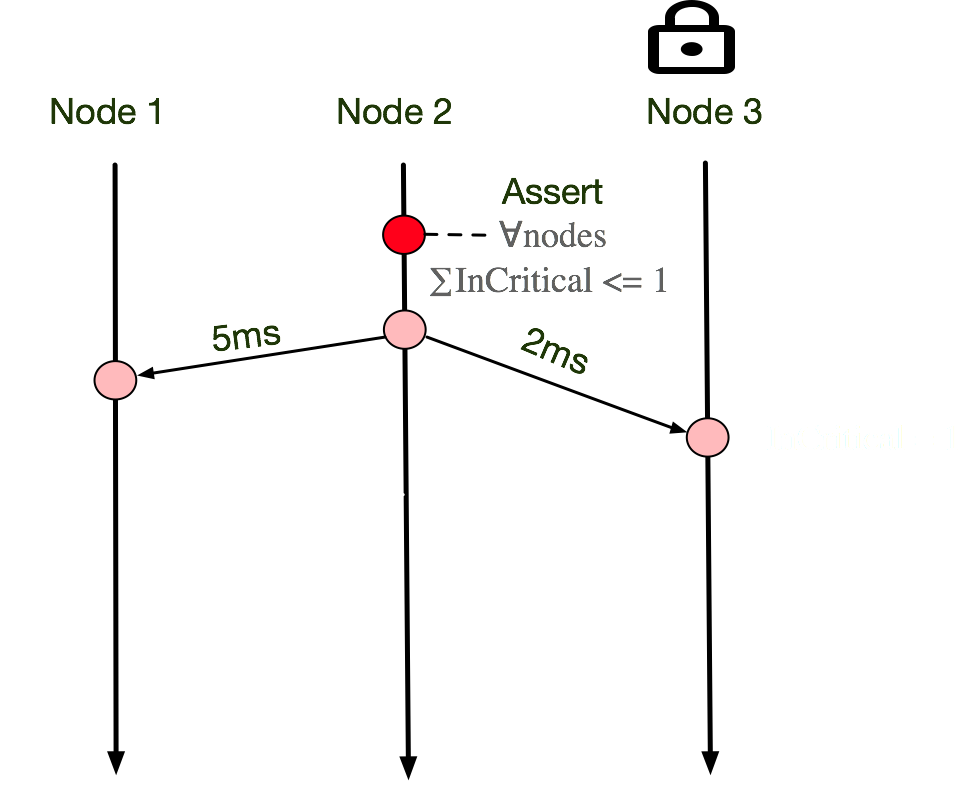 Node 1
Node 2
Node 3
Assert
∀nodes
∑InCritical <= 1
5ms
2ms